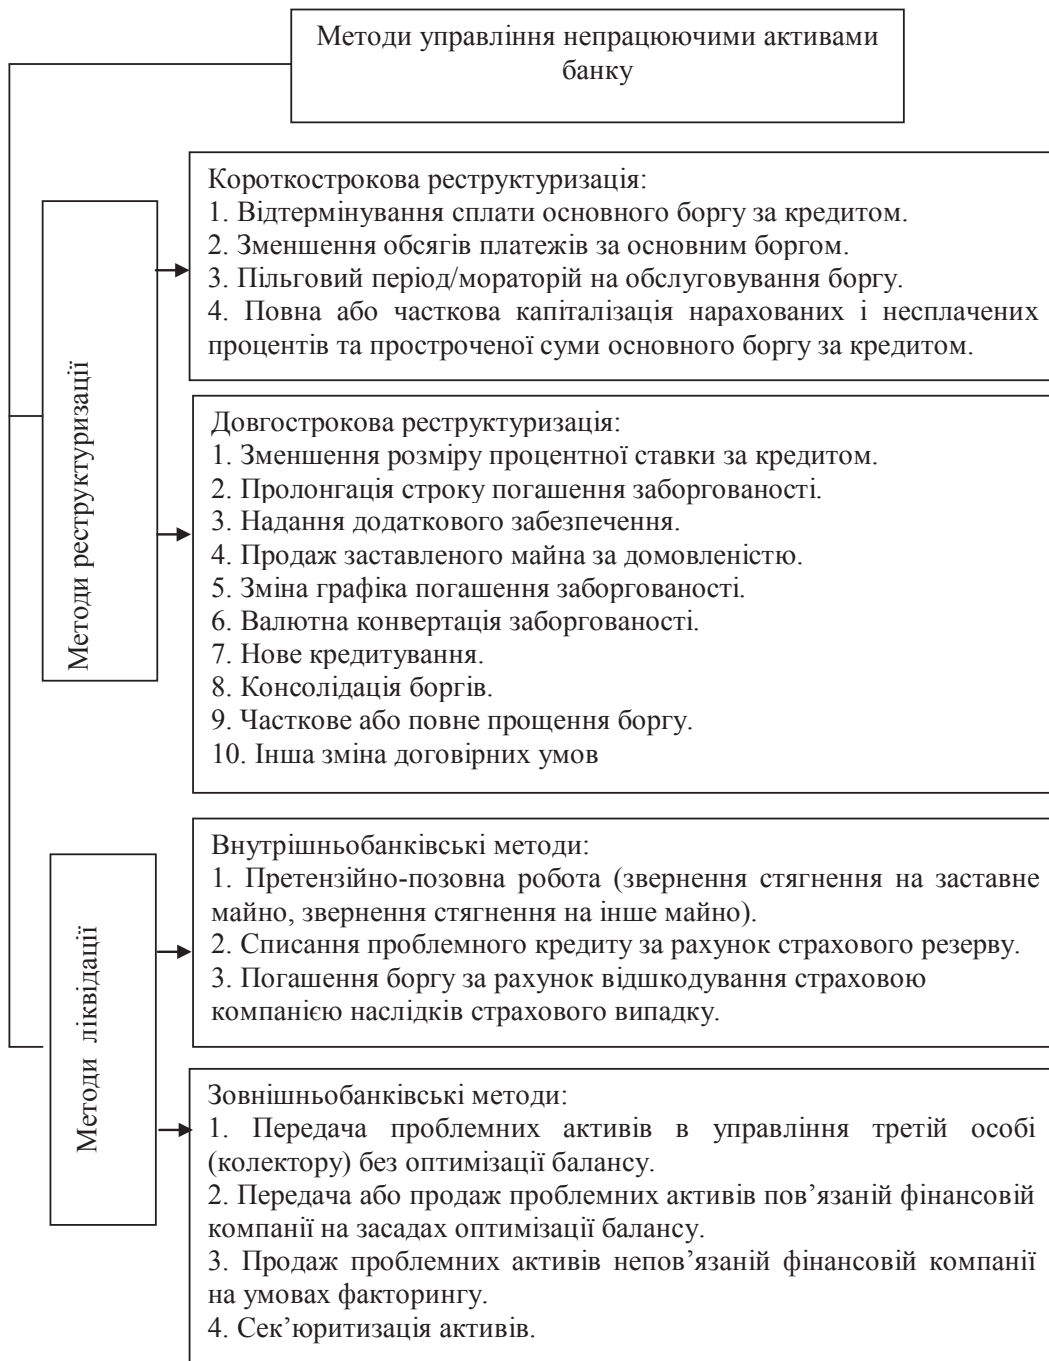 Методи управління непрацюючими активами
банку
Методи реструктуризації
Короткострокова реструктуризація:
1. Відтермінування сплати основного боргу за кредитом.
2. Зменшення обсягів платежів за основним боргом.
3. Пільговий період/мораторій на обслуговування боргу.
4. Повна або часткова капіталізація нарахованих і несплачених
процентів та простроченої суми основного боргу за кредитом.
Довгострокова реструктуризація:
1. Зменшення розміру процентної ставки за кредитом.
2. Пролонгація строку погашення заборгованості.
3. Надання додаткового забезпечення.
4. Продаж заставленого майна за домовленістю.
5. Зміна графіка погашення заборгованості.
6. Валютна конвертація заборгованості.
7. Нове кредитування.
8. Консолідація боргів.
9. Часткове або повне прощення боргу.
10. Інша зміна договірних умов
Методи ліквідації
Внутрішньобанківські методи:
1. Претензійно-позовна робота (звернення стягнення на заставне
майно, звернення стягнення на інше майно).
2. Списання проблемного кредиту за рахунок страхового резерву.
3. Погашення боргу за рахунок відшкодування страховою
компанією наслідків страхового випадку.
Зовнішньобанківські методи:
1. Передача проблемних активів в управління третій особі
(колектору) без оптимізації балансу.
2. Передача або продаж проблемних активів пов’язаній фінансовій
компанії на засадах оптимізації балансу.
3. Продаж проблемних активів непов’язаній фінансовій компанії
на умовах факторингу.
4. Сек’юритизація активів.